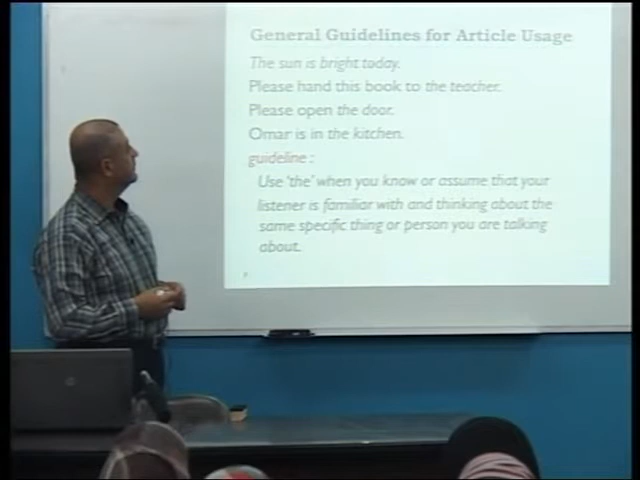 General Guidelines for Article Usage
The sun is bright today.
Please hand this book to the teacher.
Please open the door.
Omar is in the kitchen.
guideline :
Use 'the' when you know or assume that your
listener is familiar with and thinking about the
same specific thing or person you are talking
about.